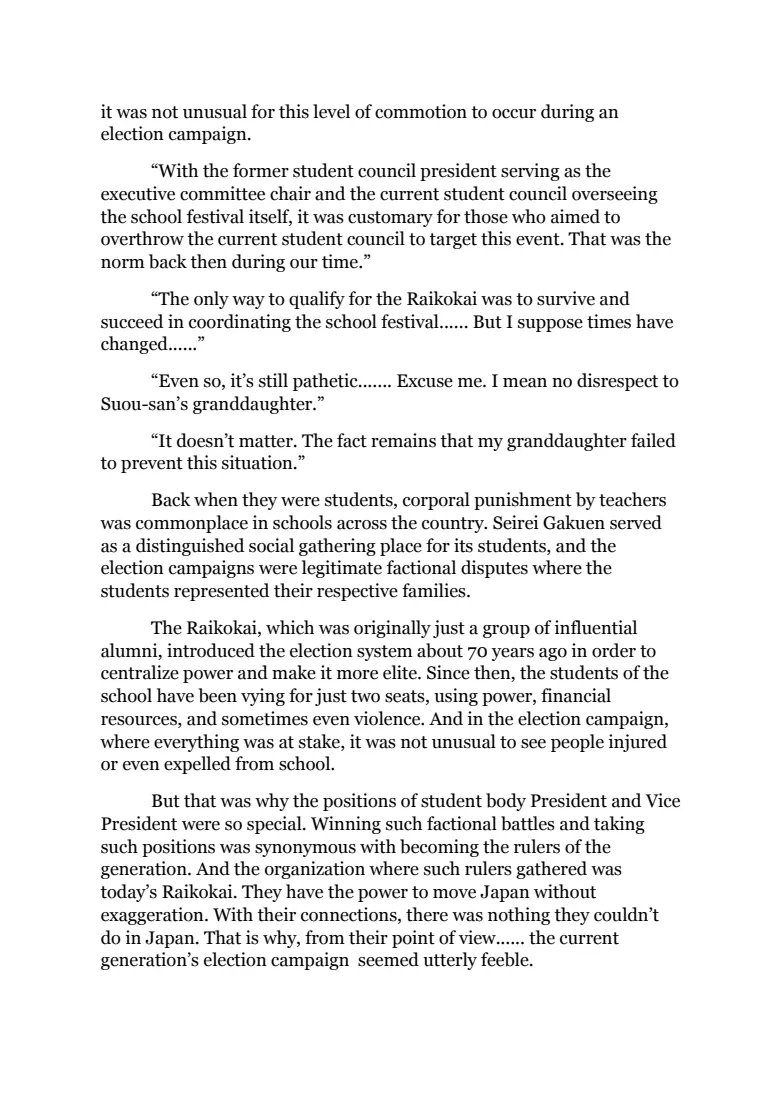 it was not unusual for this level of commotion to occur during an
election campaign.
“With the former student council president serving as the
executive committee chair and the current student council overseeing
the school festival itself, it was customary for those who aimed to
overthrow the current student council to target this event. That was the
norm back then during our time.”
“The only way to qualify for the Raikokai was to survive and
succeed in coordinating the school festival...... But I suppose times have
changed......”
“Even so, it’s still pathetic....... Excuse me. I mean no disrespect to
Suou-san’s granddaughter.”
“It doesn’t matter. The fact remains that my granddaughter failed
to prevent this situation.”
Back when they were students, corporal punishment by teachers
was commonplace in schools across the country. Seirei Gakuen served
as a distinguished social gathering place for its students, and the
election campaigns were legitimate factional disputes where the
students represented their respective families.
The Raikokai, which was originally just a group of influential
alumni, introduced the election system about 70 years ago in order to
centralize power and make it more elite. Since then, the students of the
school have been vying for just two seats, using power, financial
resources, and sometimes even violence. And in the election campaign,
where everything was at stake, it was not unusual to see people injured
or even expelled from school.
But that was why the positions of student body President and Vice
President were so special. Winning such factional battles and taking
such positions was synonymous with becoming the rulers of the
generation. And the organization where such rulers gathered was
today’s Raikokai. They have the power to move Japan without
exaggeration. With their connections, there was nothing they couldn’t
do in Japan. That is why, from their point of view...... the current
generation’s election campaign  seemed utterly feeble.